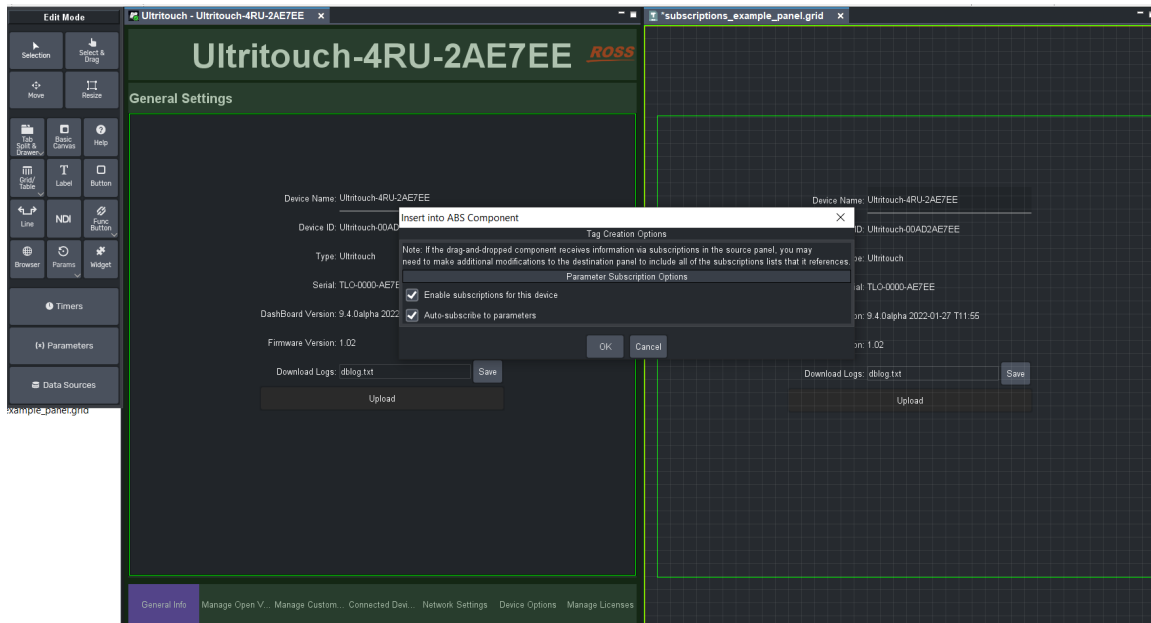 Edit Mode
Selection
Select & Drag
Move
Resize
Tab Split & Drawer
Basic Canvas
Help
Grid/ Table
Label
Button
Line
NDI
Func Button
Browser
Params
Widget
Timers
(x) Parameters
Data Sources
example_panel.grid
Ultritouch - Ultritouch-4RU-2AE7EE
Ultritouch-4RU-2AE7EE
ROSS
General Settings
Device Name: Ultritouch-4RU-2AE7EE
Device ID: Ultritouch-00AD
Type: Ultritouch
Serial: TLO-0000-AE7E
DashBoard Version: 9.4.0alpha 2022
Firmware Version: 1.02
Download Logs: dblog.txt
Save
Upload
General Info
Manage Open V...
Manage Custom...
Connected Devi...
Network Settings
Device Options
Manage Licenses
Insert into ABS Component
Tag Creation Options
Note: If the drag-and-dropped component receives information via subscriptions in the source panel, you may
need to make additional modifications to the destination panel to include all of the subscriptions lists that it references.
Parameter Subscription Options
Enable subscriptions for this device
Auto-subscribe to parameters
OK
Cancel
*subscriptions_example_panel.grid
Device Name: Ultritouch-4RU-2AE7EE
ID: Ultritouch-00AD2AE7EE
pe: Ultritouch
al: TLO-0000-AE7EE
on: 9.4.0alpha 2022-01-27 T11:55
on: 1.02
Download Logs: dblog.txt
Save
Upload